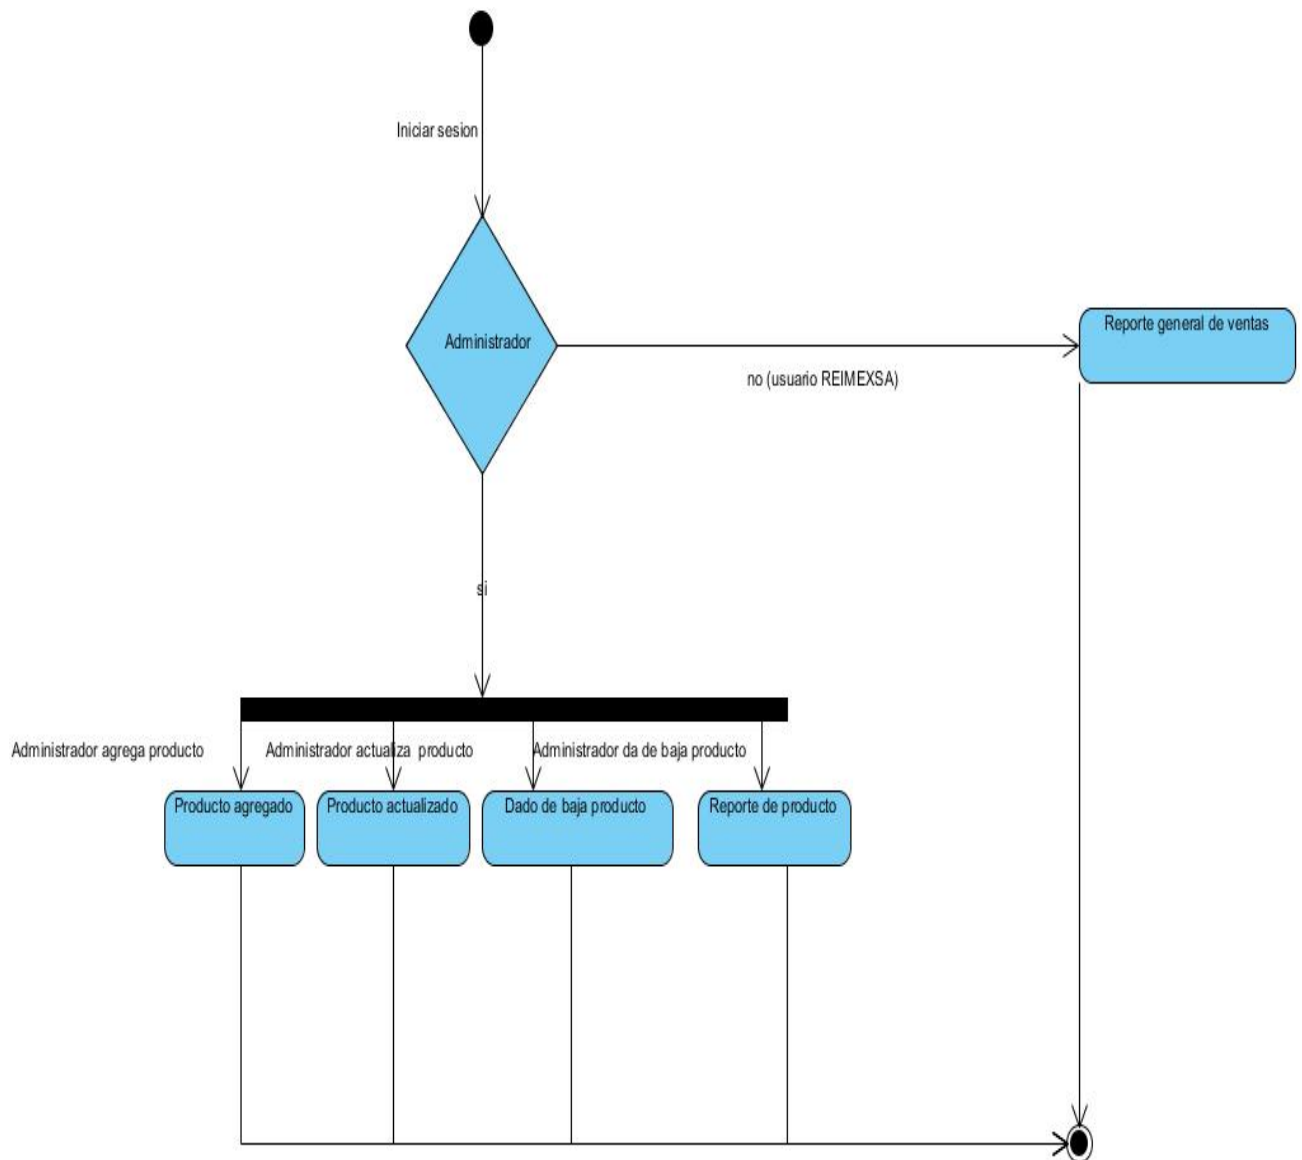 Iniciar sesion
Administrador
Reporte general de ventas
no (usuario REIMEXSA)
si
Administrador agrega producto
Administrador actualiza producto
Administrador da de baja producto
Producto agregado
Producto actualizado
Dado de baja producto
Reporte de producto